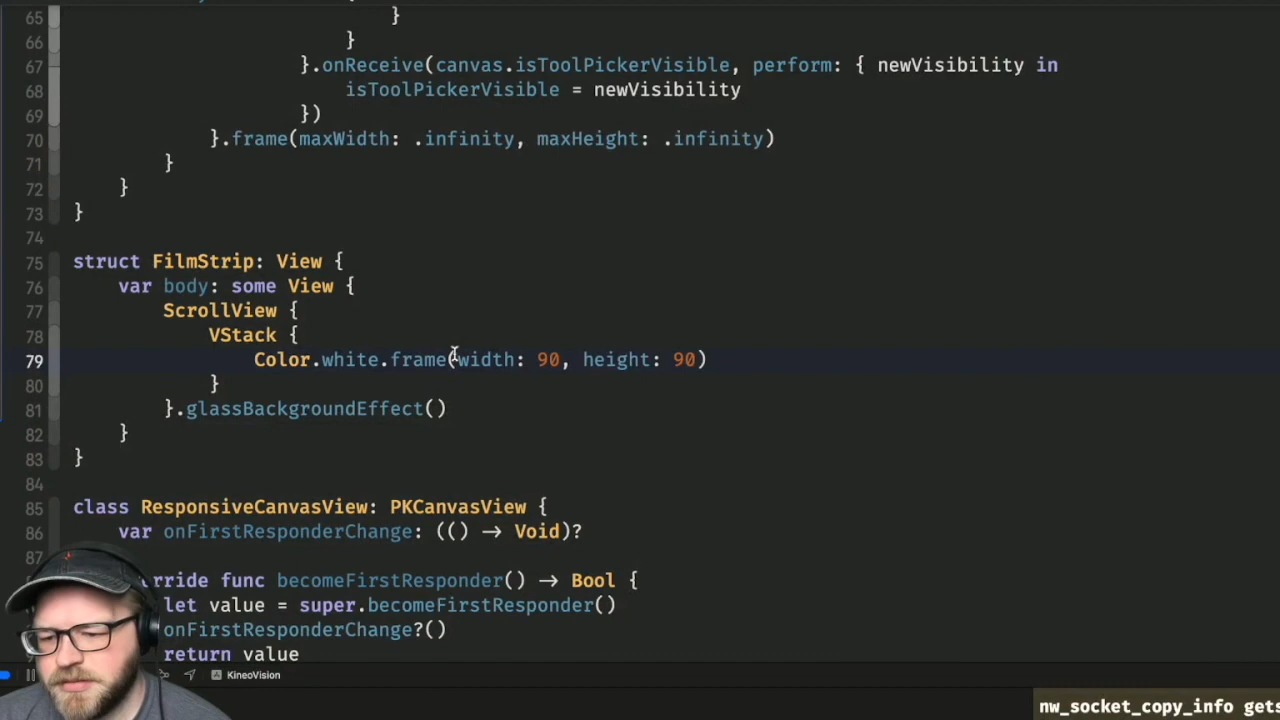 65 }
66 }
67 }.onReceive(canvas.isToolPickerVisible, perform: { newVisibility in
68 isToolPickerVisible = newVisibility
69 })
70 }.frame(maxWidth: .infinity, maxHeight: .infinity)
71 }
72 }
73 }
74
75 struct FilmStrip: View {
76 var body: some View {
77 ScrollView {
78 VStack {
79 Color.white.frame(width: 90, height: 90)
80 }
81 }.glassBackgroundEffect()
82 }
83 }
84
85 class ResponsiveCanvasView: PKCanvasView {
86 var onFirstResponderChange: (() -> Void)?
87
rride func becomeFirstResponder() -> Bool {
let value = super.becomeFirstResponder()
onFirstResponderChange?()
return value
KineoVision
nw_socket_copy_info gets